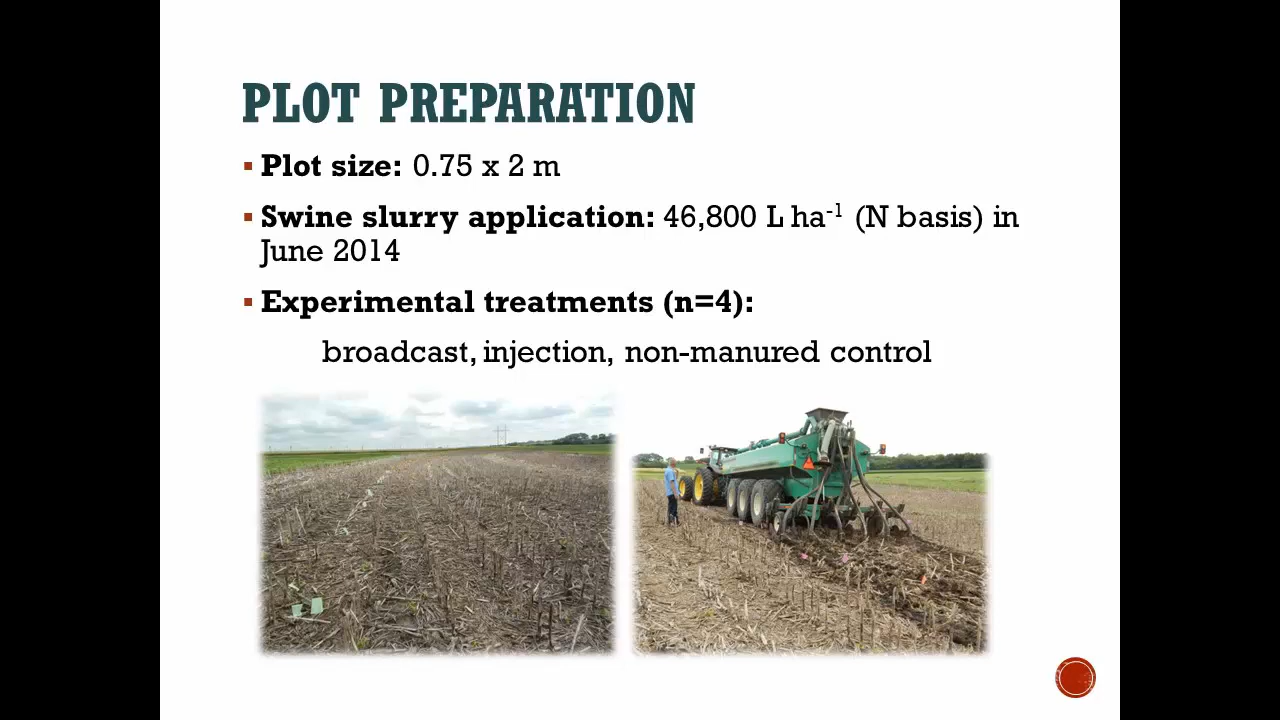 PLOT PREPARATION
▪ Plot size: 0.75 x 2 m
▪ Swine slurry application: 46,800 L ha⁻¹ (N basis) in
June 2014
▪ Experimental treatments (n=4):
broadcast, injection, non-manured control